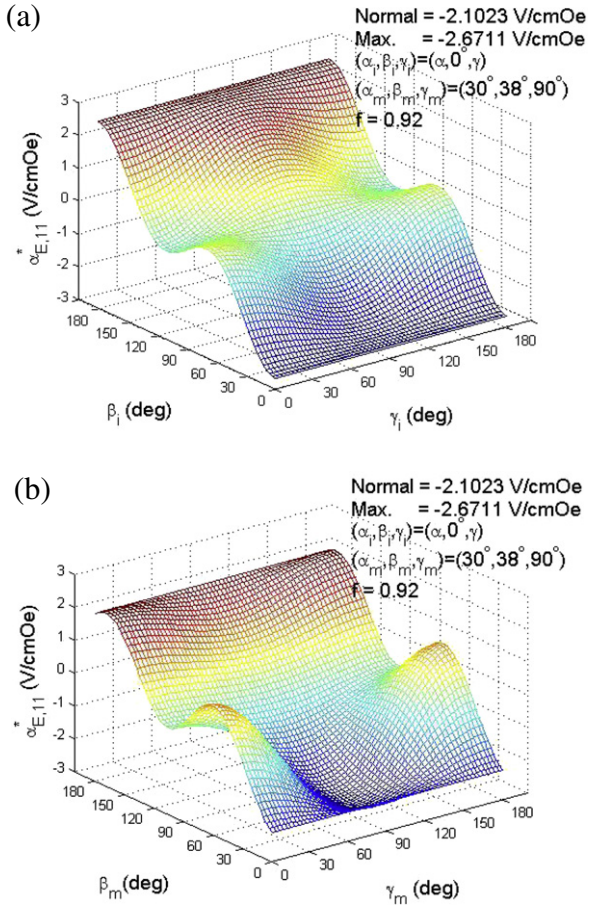 (a)
Normal = -2.1023 V/cmOe
Max. = -2.6711 V/cmOe
(α_i,β_i,γ_i)=(α,0°,γ)
(α_m,β_m,γ_m)=(30°,38°,90°)
f = 0.92
α*_E,11 (V/cmOe)
3
2
1
0
-1
-2
-3
180
150
120
90
60
30
0
β_i (deg)
0
30
60
90
120
150
180
γ_i (deg)
(b)
Normal = -2.1023 V/cmOe
Max. = -2.6711 V/cmOe
(α_i,β_i,γ_i)=(α,0°,γ)
(α_m,β_m,γ_m)=(30°,38°,90°)
f = 0.92
α*_E,11 (V/cmOe)
3
2
1
0
-1
-2
-3
180
150
120
90
60
30
0
β_m(deg)
0
30
60
90
120
150
180
γ_m (deg)